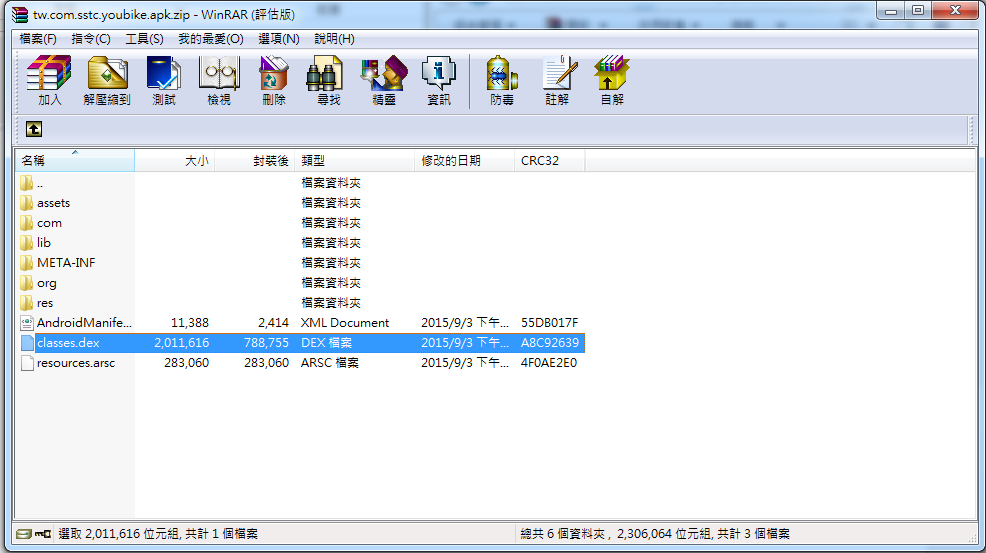 tw.com.sstc.youbike.apk.zip - WinRAR (評估版)
檔案(F) 指令(C) 工具(S) 我的最愛(O) 選項(N) 說明(H)
加入 解壓縮到 測試 檢視 刪除 尋找 精靈 資訊 防毒 註解 自解
名稱 大小 封裝後 類型 修改的日期 CRC32
.. 檔案資料夾
assets 檔案資料夾
com 檔案資料夾
lib 檔案資料夾
META-INF 檔案資料夾
org 檔案資料夾
res 檔案資料夾
AndroidManife... 11,388 2,414 XML Document 2015/9/3 下午... 55DB017F
classes.dex 2,011,616 788,755 DEX 檔案 2015/9/3 下午... A8C92639
resources.arsc 283,060 283,060 ARSC 檔案 2015/9/3 下午... 4F0AE2E0
選取 2,011,616 位元組, 共計 1 個檔案 總共 6 個資料夾 , 2,306,064 位元組, 共計 3 個檔案